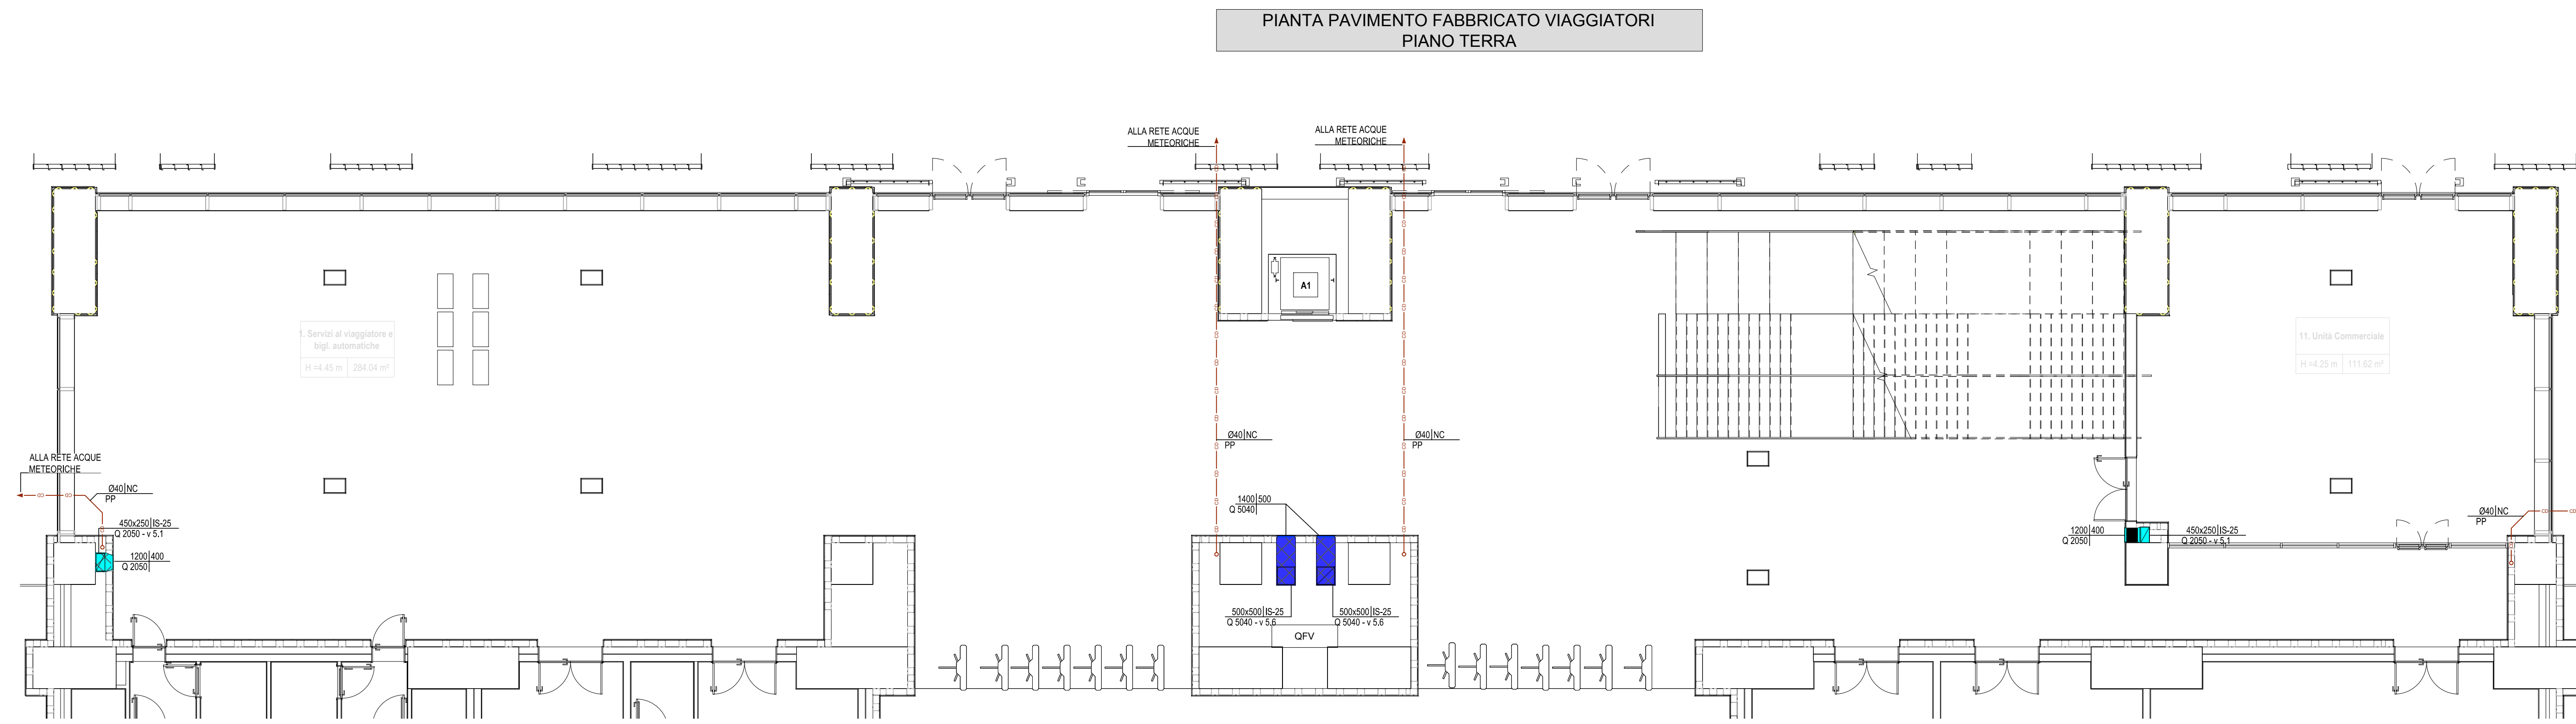 PIANTA PAVIMENTO FABBRICATO VIAGGIATORI
PIANO TERRA
ALLA RETE ACQUE
METEORICHE
ALLA RETE ACQUE
METEORICHE
A1
1. Servizi al viaggiatore e
bigl. automatiche
H =4.45 m 284.04 m²
11. Unità Commerciale
H =4.25 m 111.62 m²
Ø40|NC
PP
Ø40|NC
PP
ALLA RETE ACQUE
METEORICHE
Ø40|NC
PP
450x250|IS-25
Q 2050 - v 5.1
1200|400
Q 2050|
1400|500
Q 5040|
500x500|IS-25
Q 5040 - v 5.6
500x500|IS-25
Q 5040 - v 5.6
QFV
1200|400
Q 2050|
450x250|IS-25
Q 2050 - v 5.1
Ø40|NC
PP